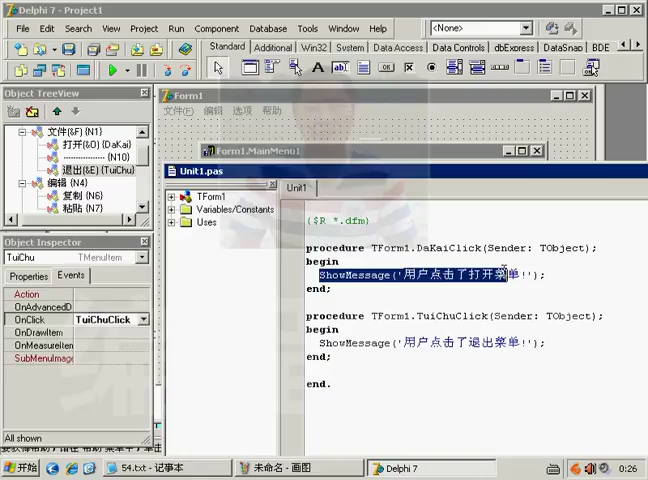 Delphi 7 - Project1
File Edit Search View Project Run Component Database Tools Window Help
<None>
Standard Additional Win32 System Data Access Data Controls dbExpress DataSnap BDE
Object TreeView
文件(&F) {N1}
打开(&O) {DaKai}
---------------- {N10}
退出(&E) {TuiChu}
编辑 {N4}
复制 {N6}
粘贴 {N7}
Form1
文件(F) 编辑 选项 帮助
Form1.MainMenu1
Unit1.pas
TForm1
Variables/Constants
Uses
Unit1
{$R *.dfm}
procedure TForm1.DaKaiClick(Sender: TObject);
begin
ShowMessage('用户点击了打开菜单!');
end;
procedure TForm1.TuiChuClick(Sender: TObject);
begin
ShowMessage('用户点击了退出菜单!');
end;
end.
Object Inspector
TuiChu TMenuItem
Properties Events
Action
OnAdvancedD
OnClick TuiChuClick
OnDrawItem
OnMeasureIten
SubMenuImage
All shown
开始 54.txt - 记事本 未命名 - 画图 Delphi 7 0:26